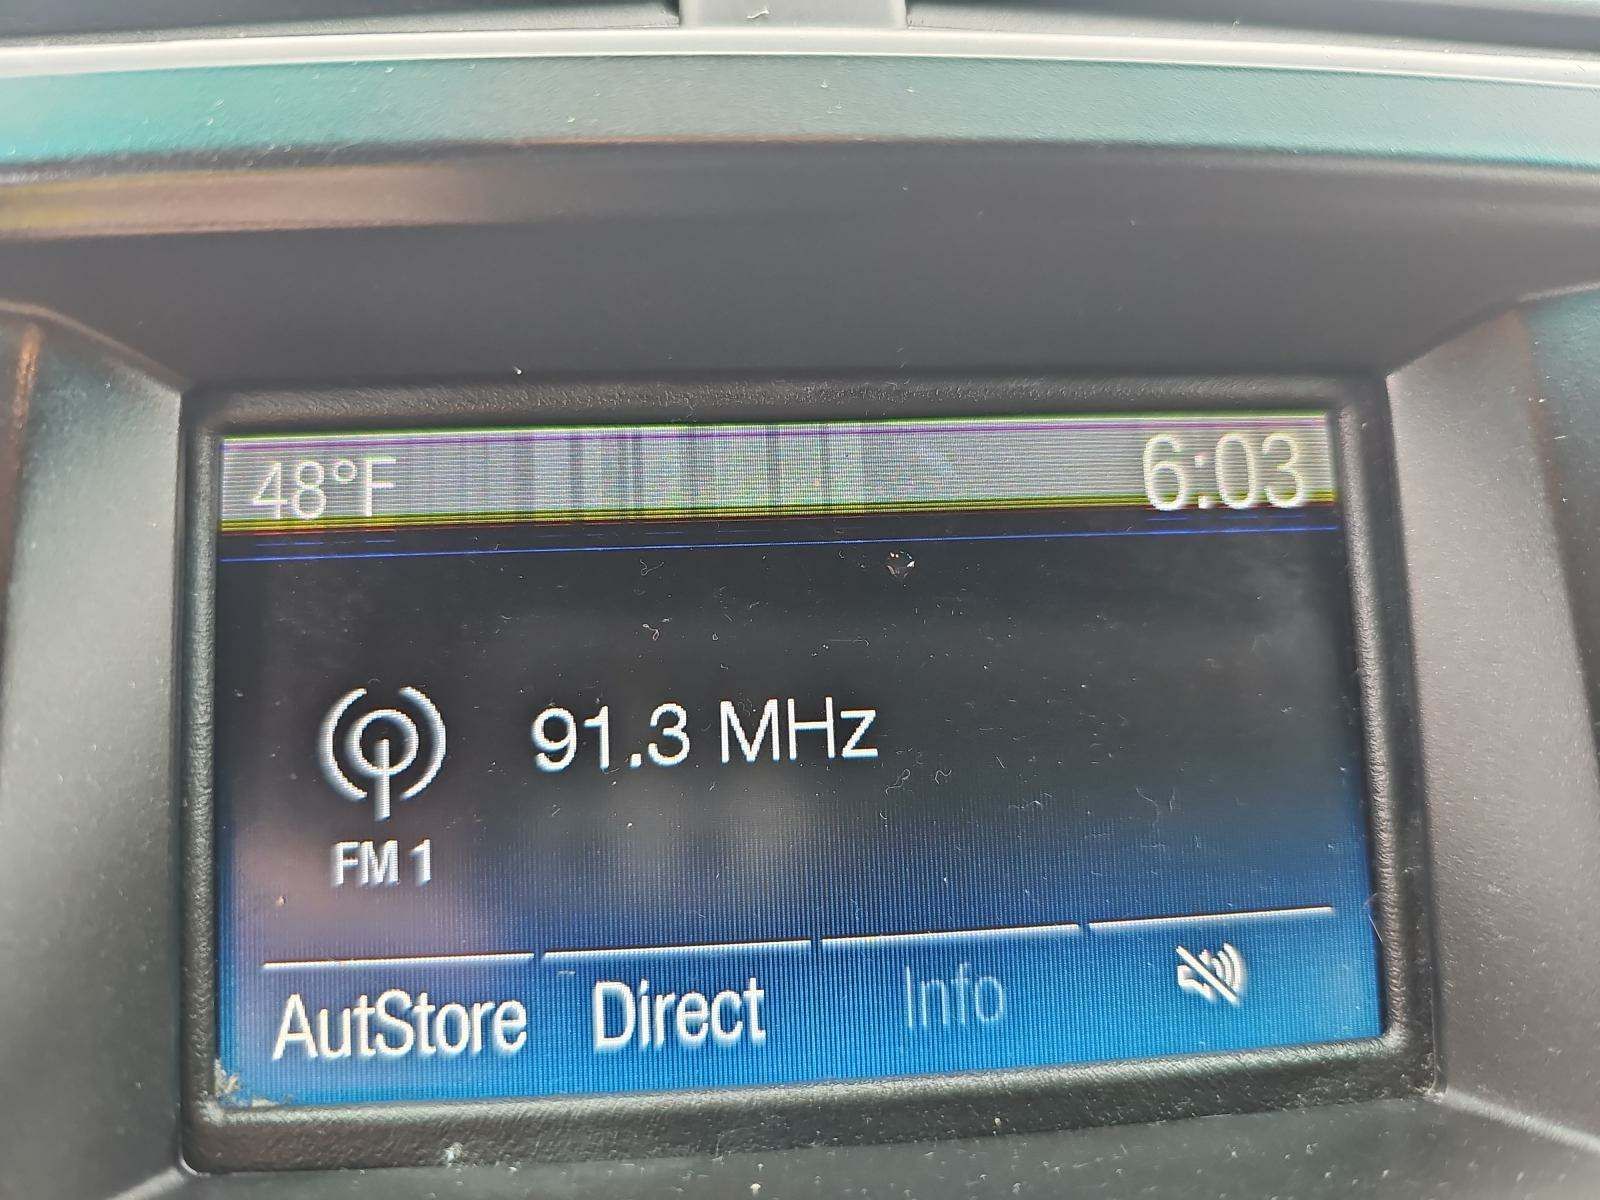 48°F 6:03
91.3 MHz
FM 1
AutStore Direct Info